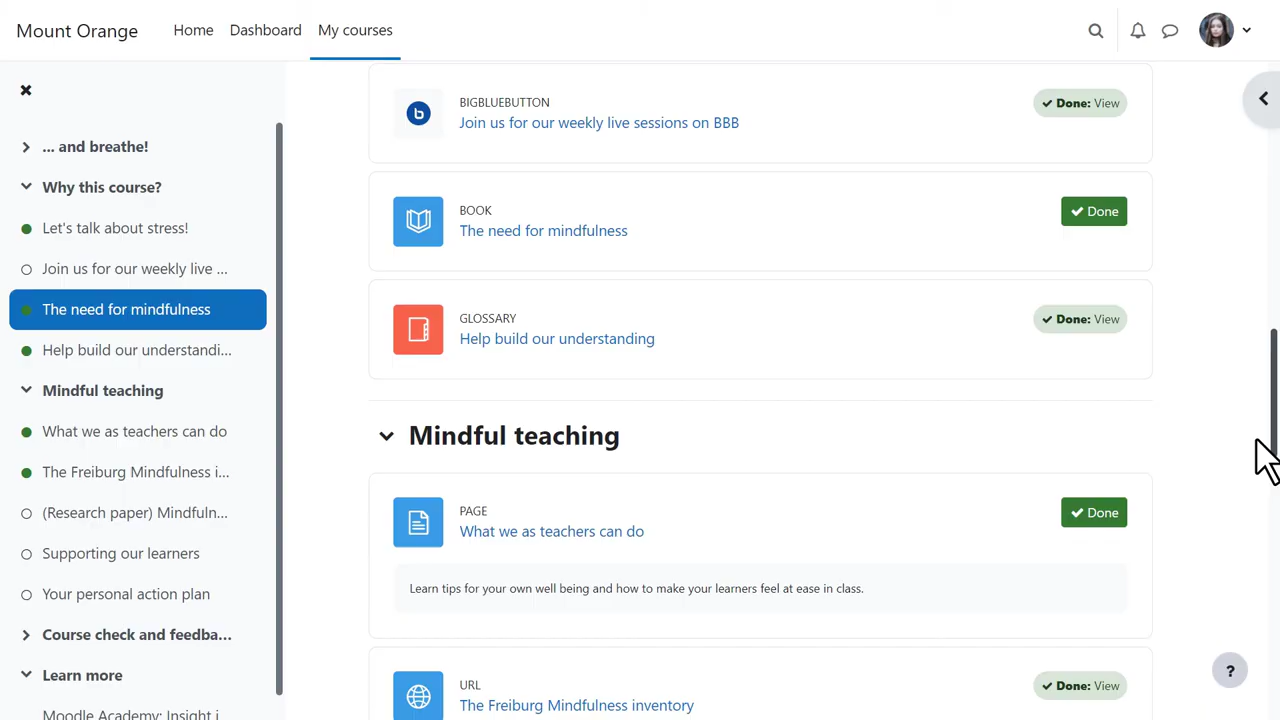 Mount Orange
Home
Dashboard
My courses
... and breathe!
Why this course?
Let's talk about stress!
Join us for our weekly live ...
The need for mindfulness
Help build our understandi...
Mindful teaching
What we as teachers can do
The Freiburg Mindfulness i...
(Research paper) Mindfuln...
Supporting our learners
Your personal action plan
Course check and feedba...
Learn more
Moodle Academy: Insight i
BIGBLUEBUTTON
Join us for our weekly live sessions on BBB
Done: View
BOOK
The need for mindfulness
Done
GLOSSARY
Help build our understanding
Done: View
Mindful teaching
PAGE
What we as teachers can do
Done
Learn tips for your own well being and how to make your learners feel at ease in class.
URL
The Freiburg Mindfulness inventory
Done: View
?